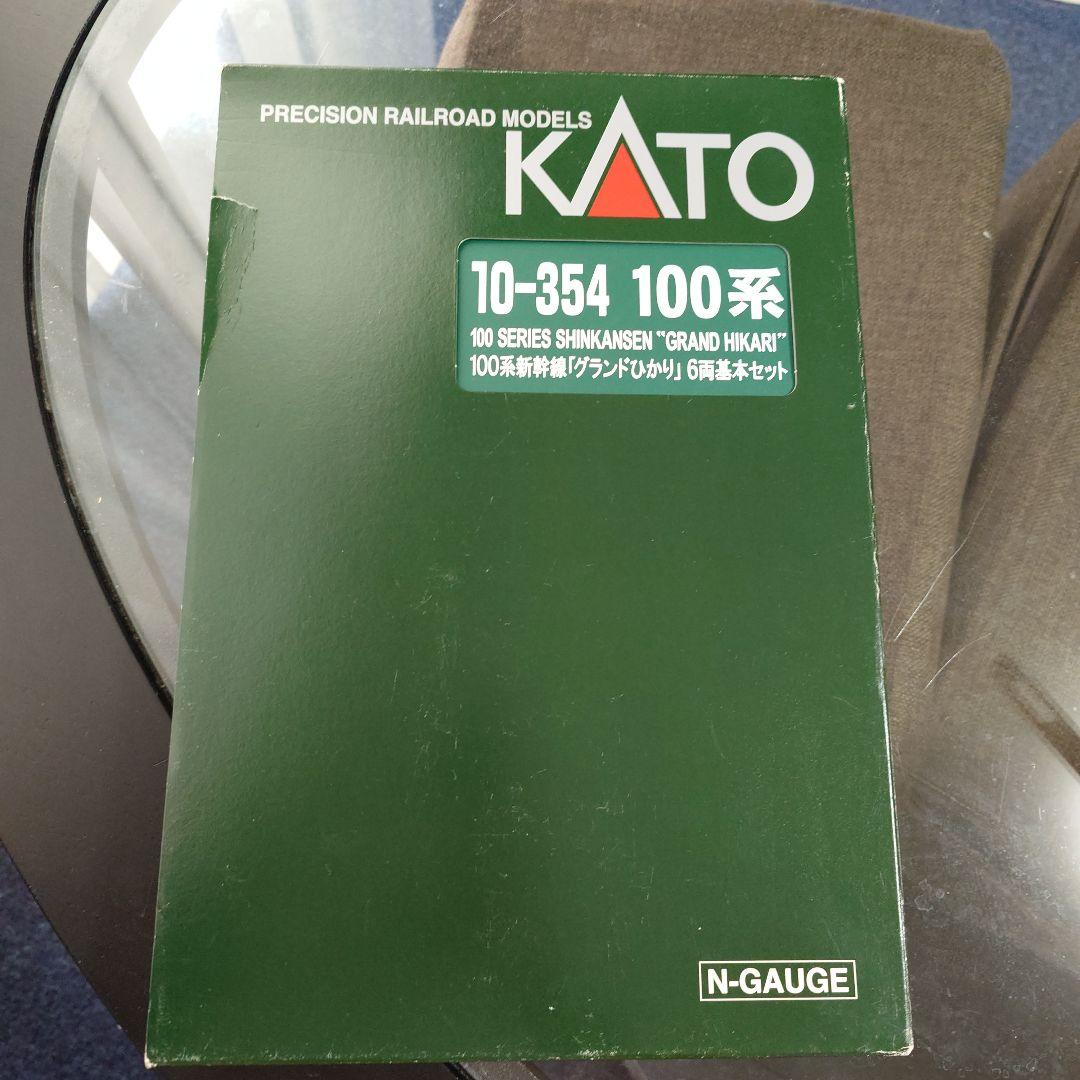 PRECISION RAILROAD MODELS
KATO
10-354 100系
100 SERIES SHINKANSEN "GRAND HIKARI"
100系新幹線「グランドひかり」6両基本セット
N-GAUGE